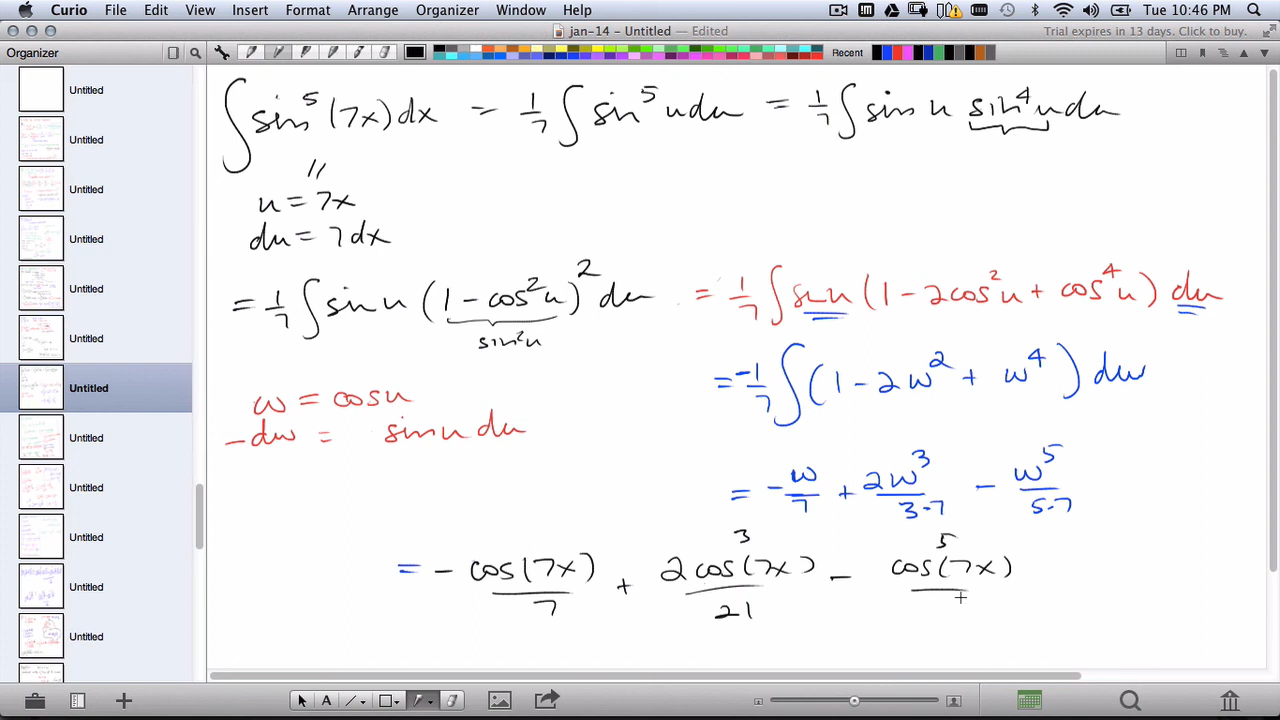 Curio File Edit View Insert Format Arrange Organizer Window Help Tue 10:46 PM
jan-14 – Untitled — Edited
Trial expires in 13 days. Click to buy.
Organizer
Recent
Untitled
Untitled
Untitled
Untitled
Untitled
Untitled
Untitled
Untitled
Untitled
Untitled
Untitled
Untitled
Untitled
∫ sin⁵(7x)dx = 1/7 ∫ sin⁵u du = 1/7 ∫ sin u sin⁴u du
u = 7x
du = 7dx
= 1/7 ∫ sin u (1 - cos²u)² du = 1/7 ∫ sin u (1 - 2cos²u + cos⁴u) du
sin²u
= -1/7 ∫ (1 - 2w² + w⁴) dw
w = cos u
-dw = sin u du
= -w/7 + 2w³/3·7 - w⁵/5·7
= - cos(7x)/7 + 2cos³(7x)/21 - cos⁵(7x)